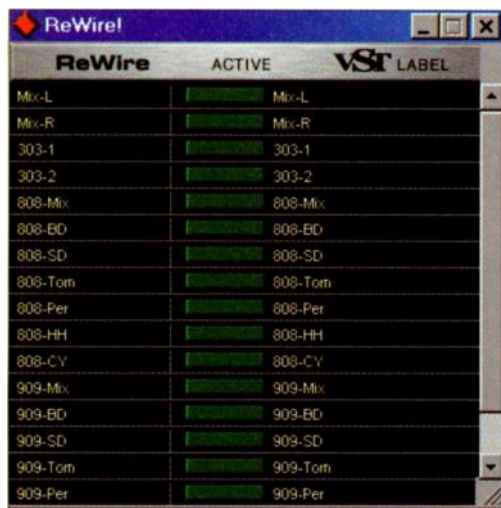 ReWire!
ReWire ACTIVE VST LABEL
Mix-L Mix-L
Mix-R Mix-R
303-1 303-1
303-2 303-2
808-Mix 808-Mix
808-BD 808-BD
808-SD 808-SD
808-Tom 808-Tom
808-Per 808-Per
808-HH 808-HH
808-CY 808-CY
909-Mix 909-Mix
909-BD 909-BD
909-SD 909-SD
909-Tom 909-Tom
909-Per 909-Per